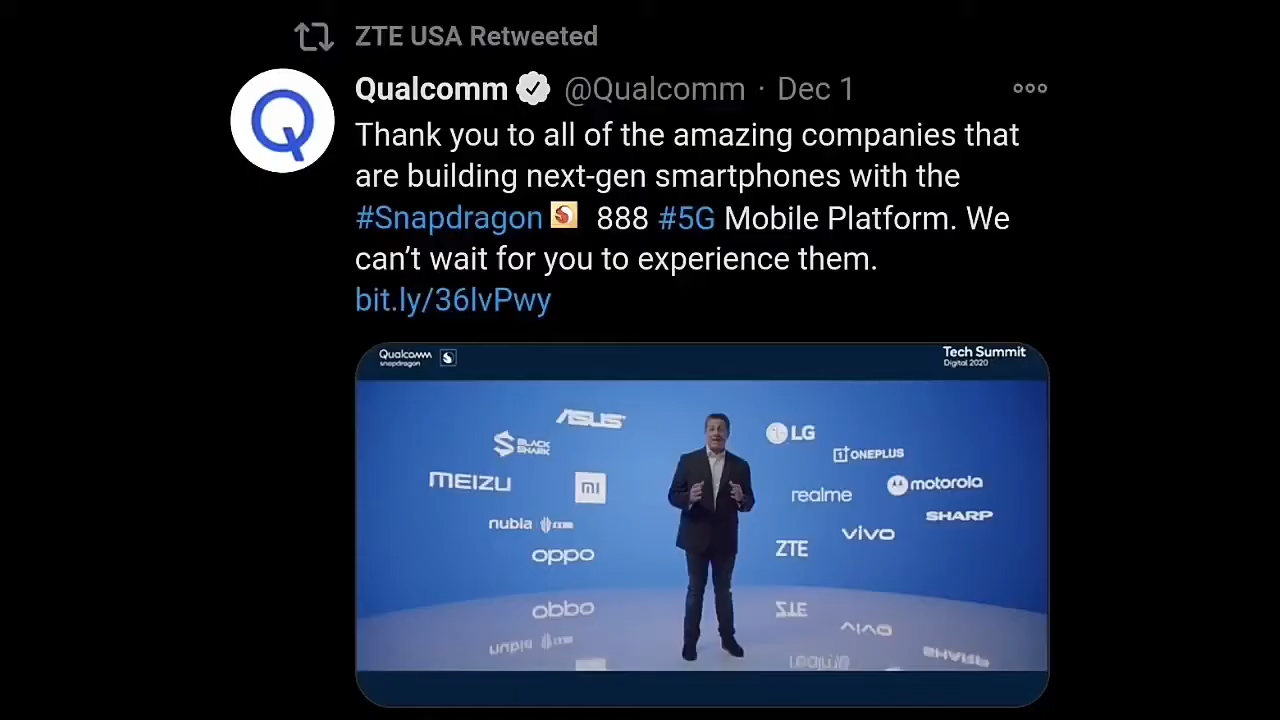 ZTE USA Retweeted
Qualcomm @Qualcomm · Dec 1
Thank you to all of the amazing companies that
are building next-gen smartphones with the
#Snapdragon 888 #5G Mobile Platform. We
can't wait for you to experience them.
bit.ly/36lvPwy
Qualcomm
snapdragon
Tech Summit
Digital 2020
ASUS
BLACK
SHARK
MEIZU
mi
nubia
oppo
LG
ONEPLUS
realme
motorola
SHARP
vivo
ZTE